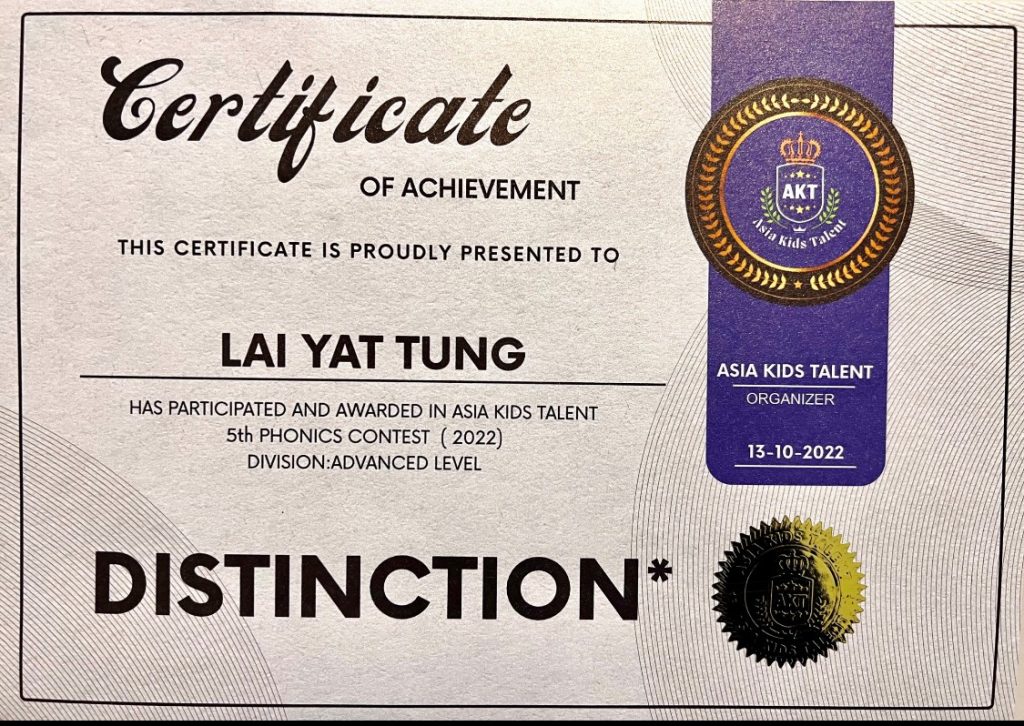 Certificate
OF ACHIEVEMENT
THIS CERTIFICATE IS PROUDLY PRESENTED TO
LAI YAT TUNG
HAS PARTICIPATED AND AWARDED IN ASIA KIDS TALENT
5th PHONICS CONTEST ( 2022)
DIVISION:ADVANCED LEVEL
DISTINCTION*
AKT
Asia Kids Talent
ASIA KIDS TALENT
ORGANIZER
13-10-2022
AKT